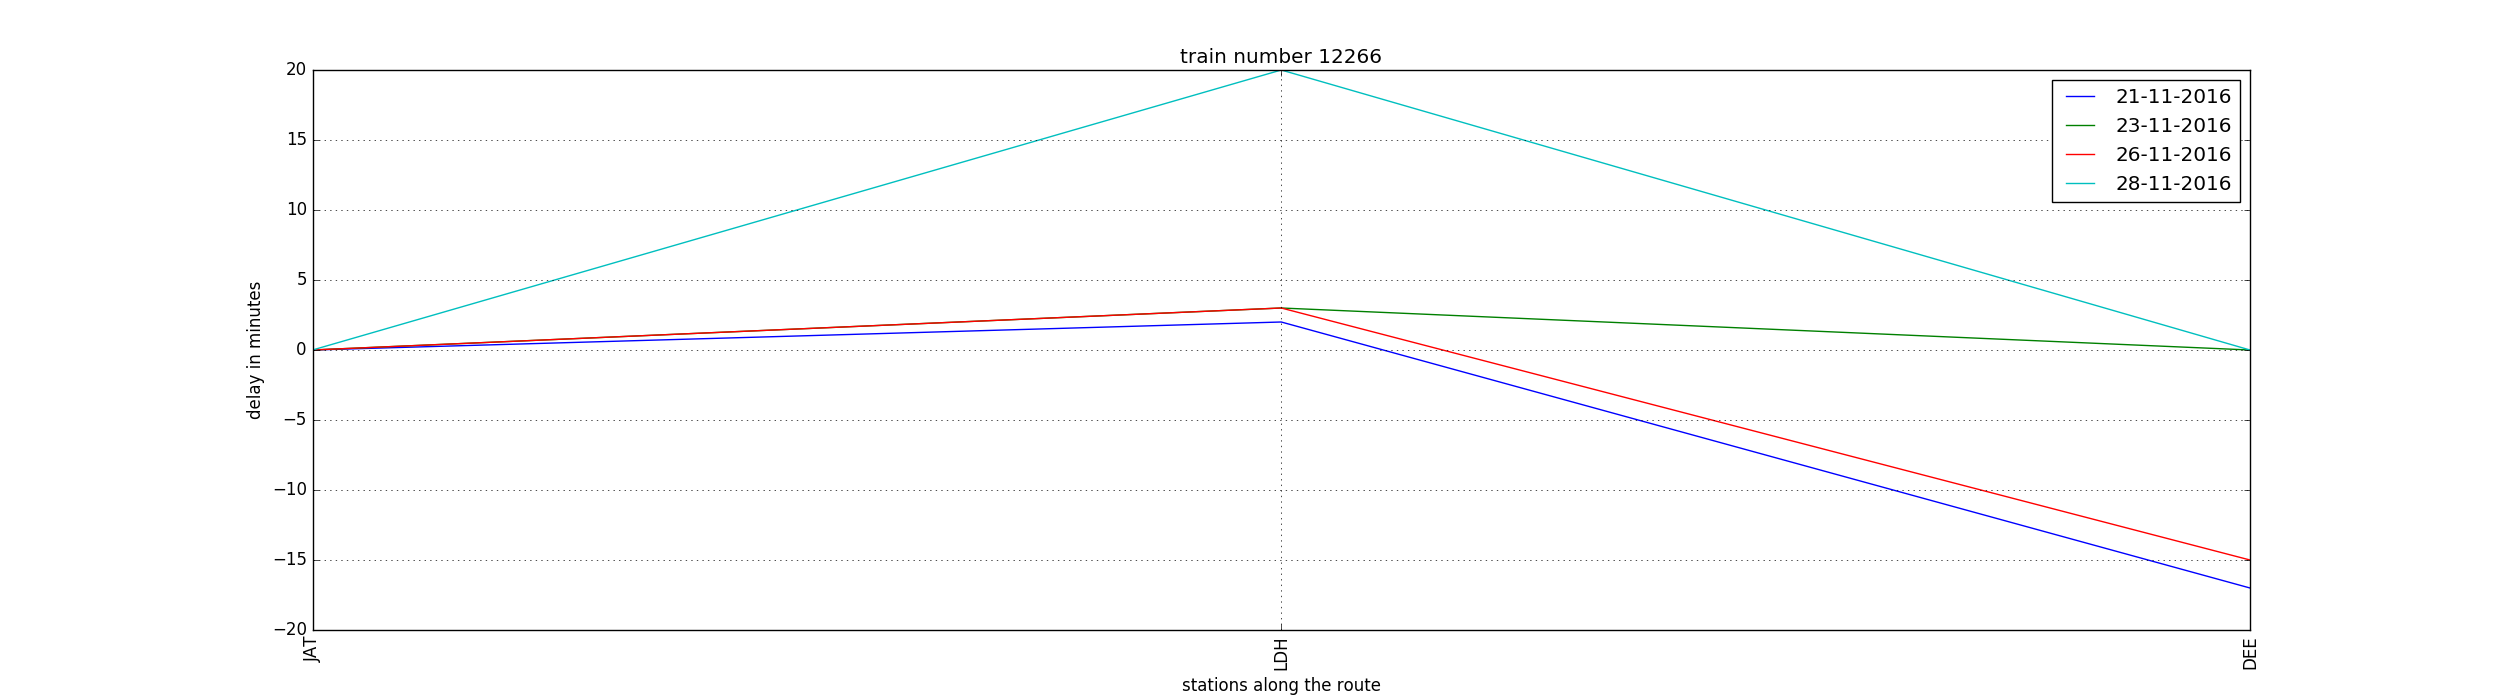 train number 12266
20
15
10
5
0
−5
−10
−15
−20
delay in minutes
21-11-2016
23-11-2016
26-11-2016
28-11-2016
JAT
LDH
DEE
stations along the route